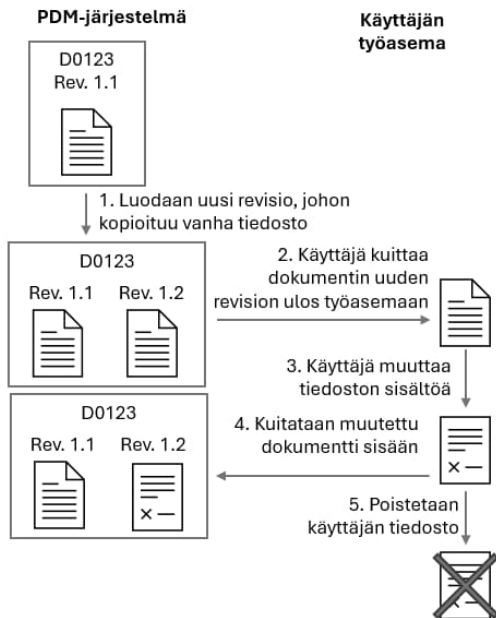 PDM-järjestelmä
Käyttäjän
työasema
D0123
Rev. 1.1
1. Luodaan uusi revisio, johon
kopioituu vanha tiedosto
D0123
Rev. 1.1 Rev. 1.2
2. Käyttäjä kuittaa
dokumentin uuden
revision ulos työasemaan
3. Käyttäjä muuttaa
tiedoston sisältöä
D0123
Rev. 1.1 Rev. 1.2
4. Kuitataan muutettu
dokumentti sisään
5. Poistetaan
käyttäjän tiedosto